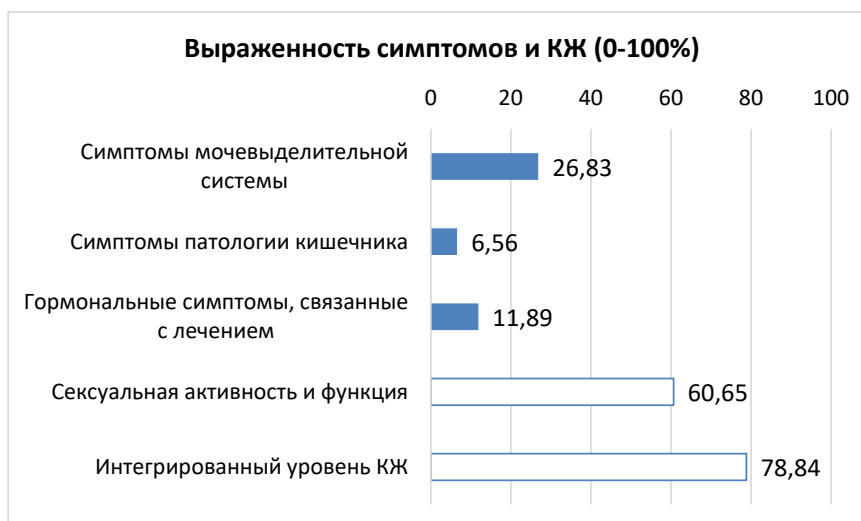 Выраженность симптомов и КЖ (0-100%)
0 20 40 60 80 100
Симптомы мочевыделительной
системы
26,83
Симптомы патологии кишечника
6,56
Гормональные симптомы, связанные
с лечением
11,89
Сексуальная активность и функция
60,65
Интегрированный уровень КЖ
78,84